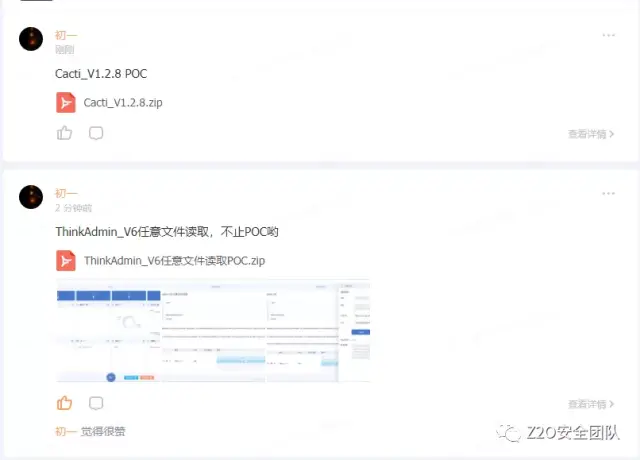 初一
刚刚
Cacti_V1.2.8 POC
Cacti_V1.2.8.zip
查看详情
初一
2 分钟前
ThinkAdmin_V6任意文件读取，不止POC哟
ThinkAdmin_V6任意文件读取POC.zip
查看详情
初一 觉得很赞
Z2O安全团队